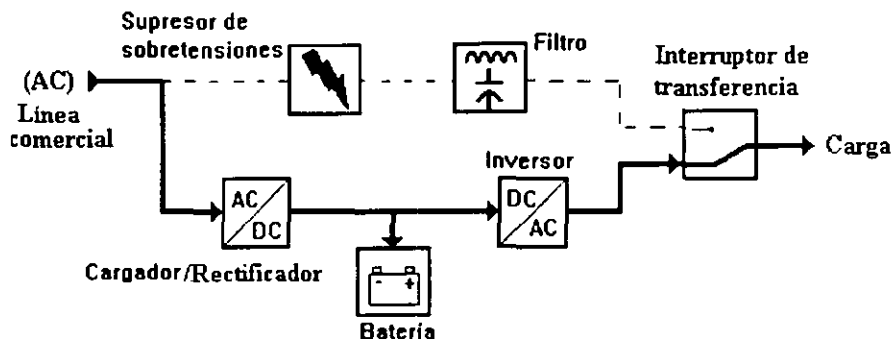 Supresor de
sobretensiones
Filtro
Interruptor de
transferencia
(AC)
Línea
comercial
Carga
Inversor
AC
DC
DC
AC
Cargador/Rectificador
- +
Batería